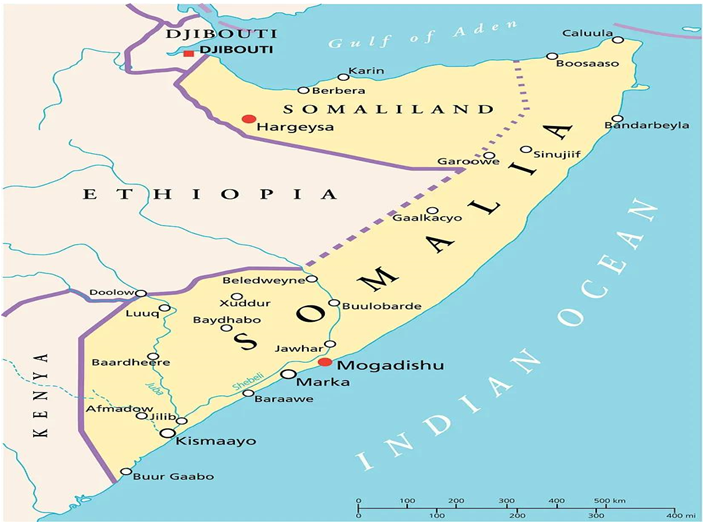 DJIBOUTI
DJIBOUTI
Gulf of Aden
Caluula
Boosaaso
Karin
Berbera
SOMALILAND
Hargeysa
Bandarbeyla
Garoowe
Sinujiif
ETHIOPIA
Gaalkacyo
SOMALIA
INDIAN OCEAN
Beledweyne
Doolow
Xuddur
Luuq
Buulobarde
Baydhabo
Jawhar
Baardheere
Mogadishu
KENYA
Juba
Shebeli
Marka
Baraawe
Afmadow
Jilib
Kismaayo
Buur Gaabo
0 100 200 300 400 500 km
0 100 200 300 400 mi